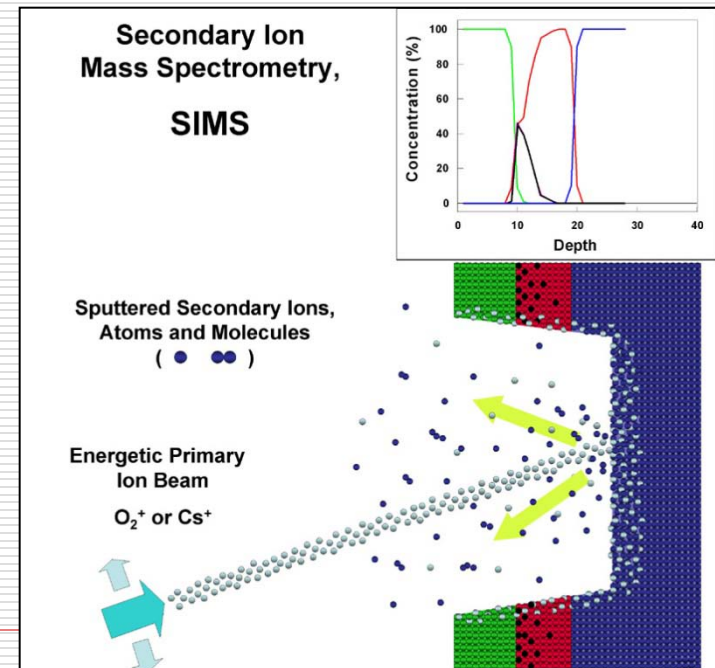 Secondary Ion
Mass Spectrometry,
SIMS
Concentration (%)
100
80
60
40
20
0
0
10
20
30
40
Depth
Sputtered Secondary Ions,
Atoms and Molecules
( )
Energetic Primary
Ion Beam
O₂⁺ or Cs⁺